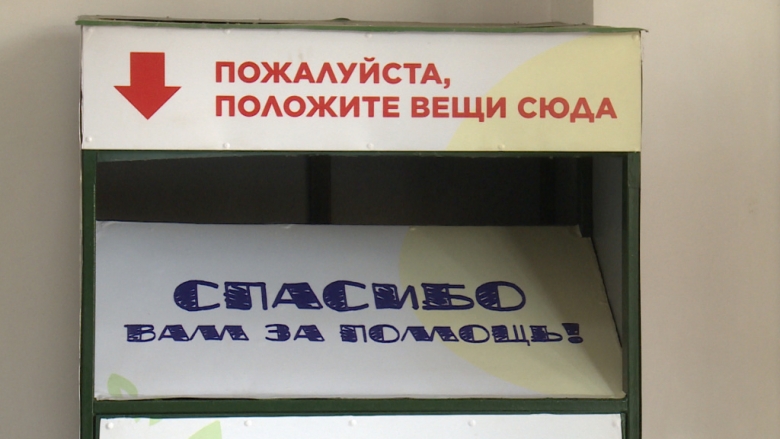 ПОЖАЛУЙСТА,
ПОЛОЖИТЕ ВЕЩИ СЮДА
СПАСИБО
ВАМ ЗА ПОМОЩЬ!